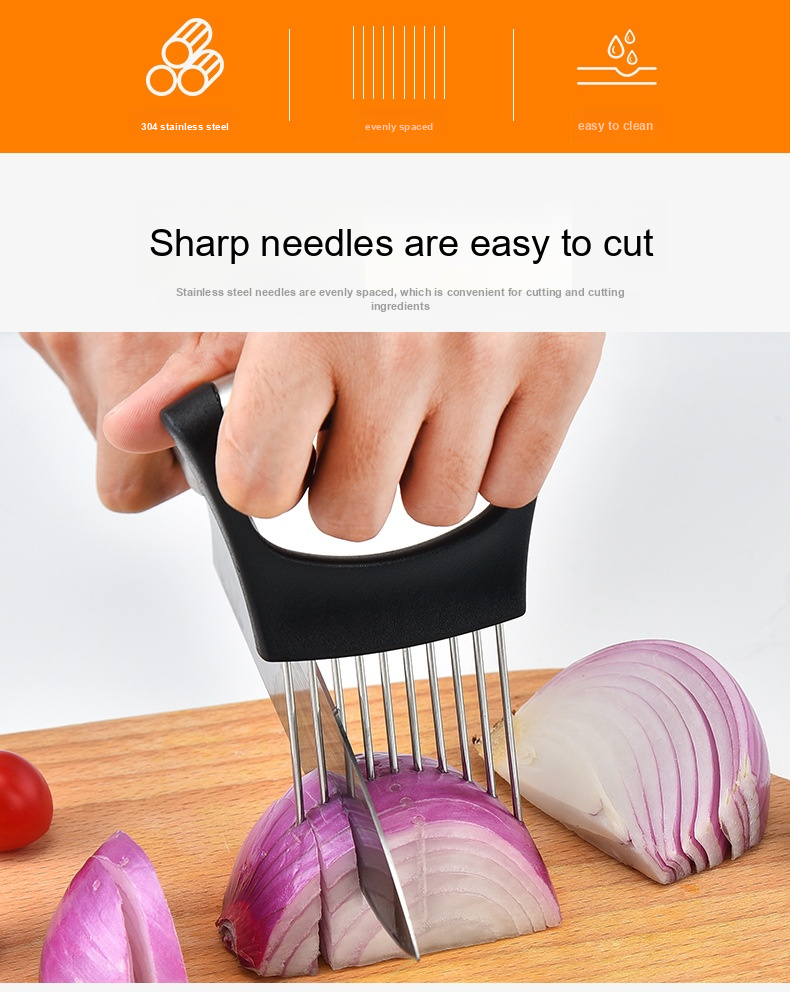 304 stainless steel
evenly spaced
easy to clean
Sharp needles are easy to cut
Stainless steel needles are evenly spaced, which is convenient for cutting and cutting
ingredients